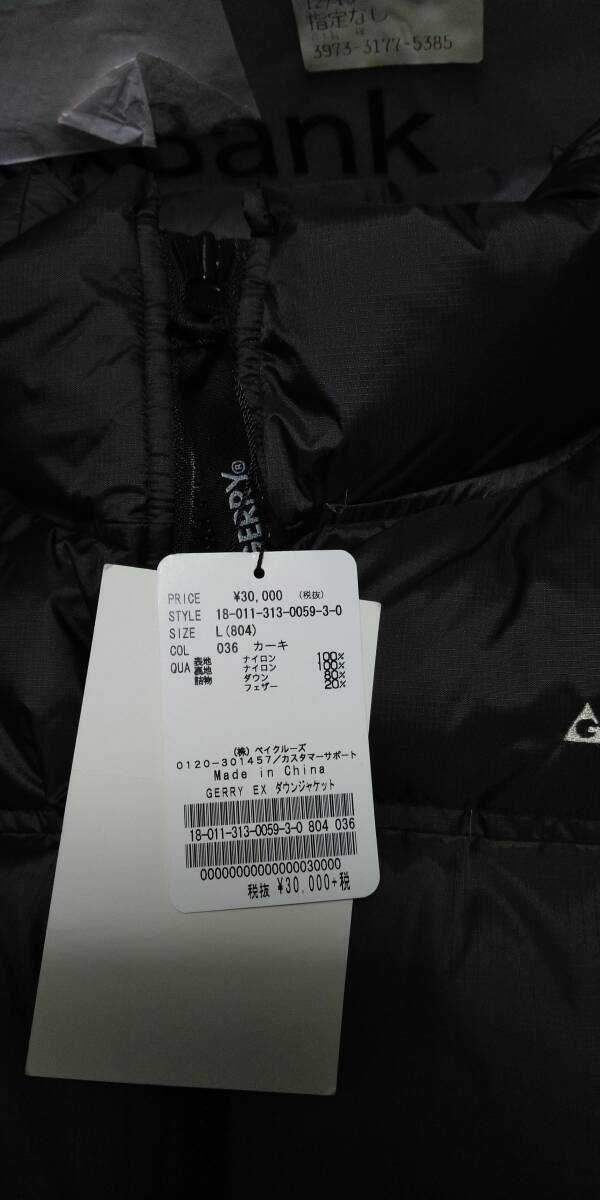 指定なし
3973-3177-5385
Bank
GERRY®
G
PRICE ¥30,000 (税抜)
STYLE 18-011-313-0059-3-0
SIZE L(804)
COL 036 カーキ
QUA 表地 ナイロン 100%
裏地 ナイロン 100%
詰物 ダウン 80%
フェザー 20%
(株) ベイクルーズ
0120-301457/カスタマーサポート
Made in China
GERRY EX ダウンジャケット
18-011-313-0059-3-0 804 036
00000000000000030000
税抜 ¥30,000+税